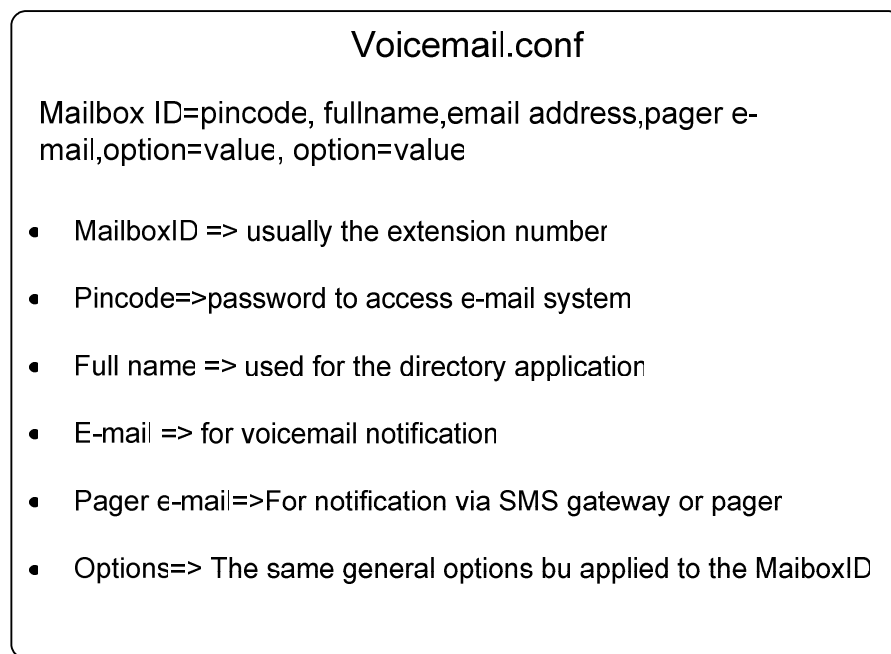 Voicemail.conf
Mailbox ID=pincode, fullname,email address,pager e-
mail,option=value, option=value
• MailboxID => usually the extension number
• Pincode=>password to access e-mail system
• Full name => used for the directory application
• E-mail => for voicemail notification
• Pager e-mail=>For notification via SMS gateway or pager
• Options=> The same general options bu applied to the MaiboxID